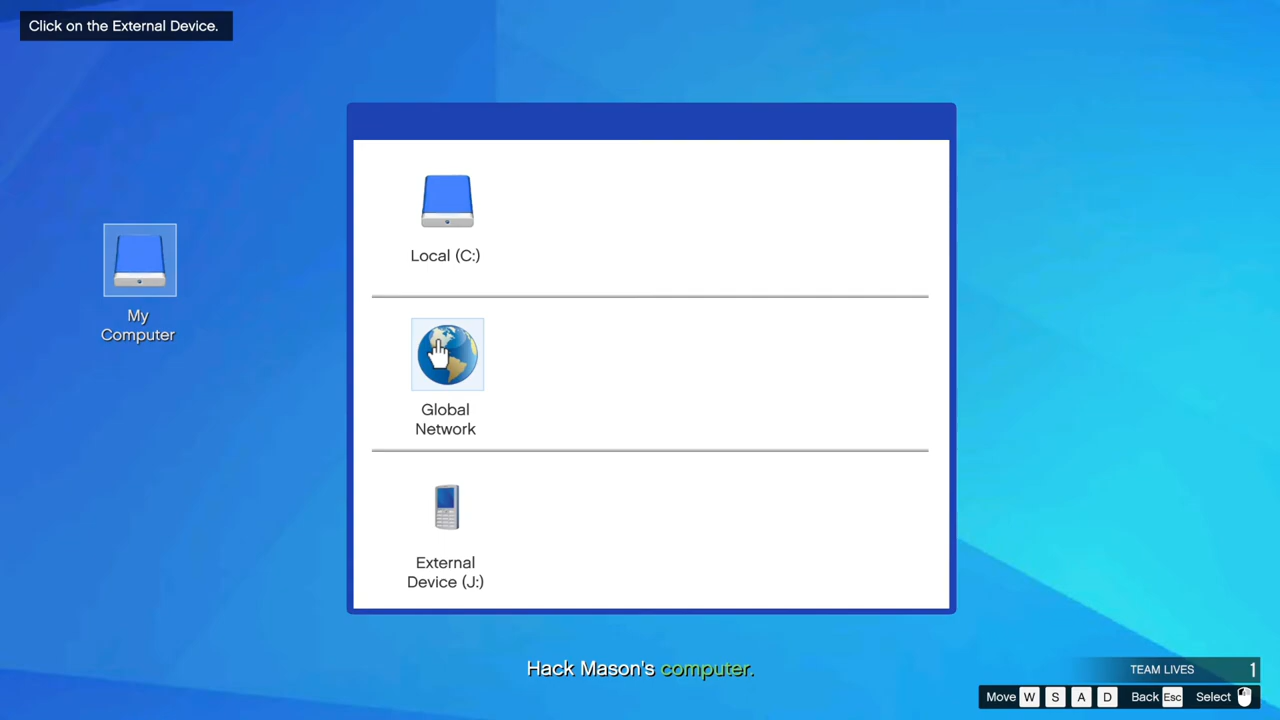 Click on the External Device.
Local (C:)
My
Computer
Global
Network
External
Device (J:)
Hack Mason's computer.
TEAM LIVES 1
Move W S A D Back Esc Select